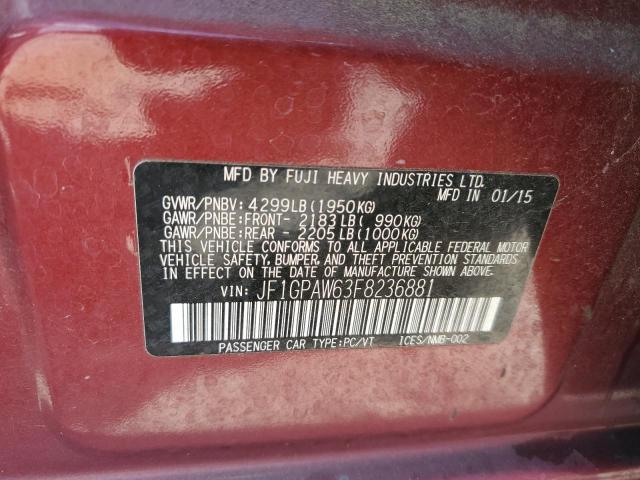 MFD BY FUJI HEAVY INDUSTRIES LTD.
MFD IN 01/15
GVWR/PNBV: 4299LB(1950KG)
GAWR/PNBE:FRONT- 2183LB( 990KG)
GAWR/PNBE:REAR - 2205LB(1000KG)
THIS VEHICLE CONFORMS TO ALL APPLICABLE FEDERAL MOTOR
VEHICLE SAFETY, BUMPER, AND THEFT PREVENTION STANDARDS
IN EFFECT ON THE DATE OF MANUFACTURE SHOWN ABOVE.
VIN: JF1GPAW63F8236881
PASSENGER CAR TYPE:PC/VT ICES/NMB-002